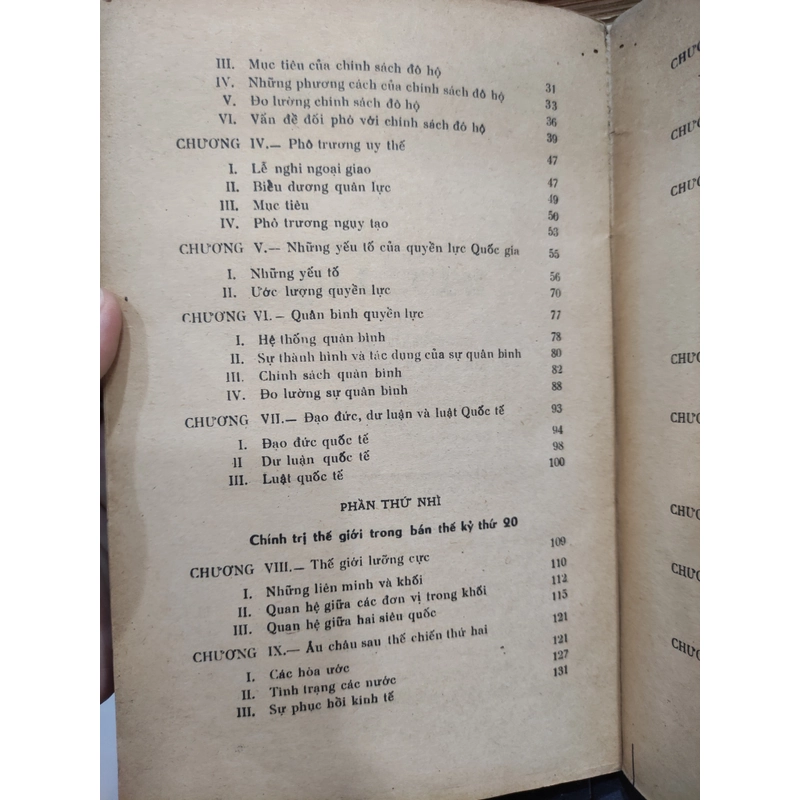 III. Mục tiêu của chính sách đô hộ 31
IV. Những phương cách của chính sách đô hộ 33
V. Đo lường chính sách đô hộ 36
VI. Vấn đề đối phó với chính sách đô hộ 39
CHƯƠNG IV.— Phô trương uy thế 47
I. Lễ nghi ngoại giao 47
II. Biểu dương quân lực 49
III. Mục tiêu 50
IV. Phô trương ngụy tạo 53
CHƯƠNG V.— Những yếu tố của quyền lực Quốc gia 55
I. Những yếu tố 56
II. Ước lượng quyền lực 70
CHƯƠNG VI.— Quân bình quyền lực 77
I. Hệ thống quân bình 78
II. Sự thành hình và tác dụng của sự quân bình 80
III. Chính sách quân bình 82
IV. Đo lường sự quân bình 88
CHƯƠNG VII.— Đạo đức, dư luận và luật Quốc tế 93
I. Đạo đức quốc tế 94
II Dư luận quốc tế 98
III. Luật quốc tế 100
PHẦN THỨ NHÌ
Chính trị thế giới trong bán thế kỷ thứ 20
CHƯƠNG VIII.— Thế giới lưỡng cực 109
I. Những liên minh và khối 110
II. Quan hệ giữa các đơn vị trong khối 112
III. Quan hệ giữa hai siêu quốc 115
CHƯƠNG IX.— Âu châu sau thế chiến thứ hai 121
I. Các hòa ước 121
II. Tình trạng các nước 127
III. Sự phục hồi kinh tế 131
CHƯƠN
CHƯƠN
CHƯƠ
CHƯƠ
CHƯƠ
CHƯƠ
CHƯƠ
CHƯƠ